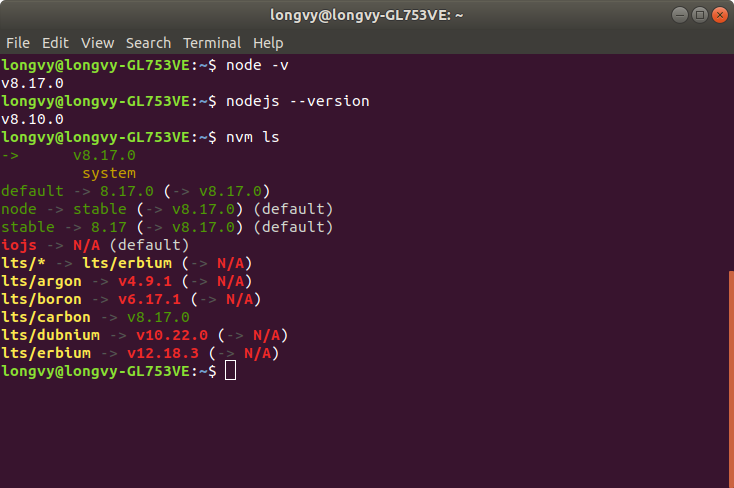 longvy@longvy-GL753VE: ~
File Edit View Search Terminal Help
longvy@longvy-GL753VE:~$ node -v
v8.17.0
longvy@longvy-GL753VE:~$ nodejs --version
v8.10.0
longvy@longvy-GL753VE:~$ nvm ls
->      v8.17.0
         system
default -> 8.17.0 (-> v8.17.0)
node -> stable (-> v8.17.0) (default)
stable -> 8.17 (-> v8.17.0) (default)
iojs -> N/A (default)
lts/* -> lts/erbium (-> N/A)
lts/argon -> v4.9.1 (-> N/A)
lts/boron -> v6.17.1 (-> N/A)
lts/carbon -> v8.17.0
lts/dubnium -> v10.22.0 (-> N/A)
lts/erbium -> v12.18.3 (-> N/A)
longvy@longvy-GL753VE:~$